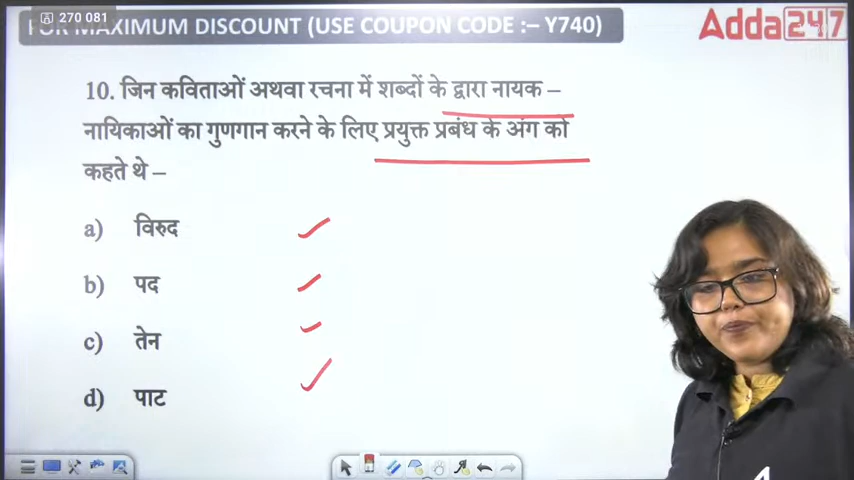 270 081
FOR MAXIMUM DISCOUNT (USE COUPON CODE :– Y740)
Adda247
10. जिन कविताओं अथवा रचना में शब्दों के द्वारा नायक –
नायिकाओं का गुणगान करने के लिए प्रयुक्त प्रबंध के अंग को
कहते थे –
a) विरुद
b) पद
c) तेन
d) पाट